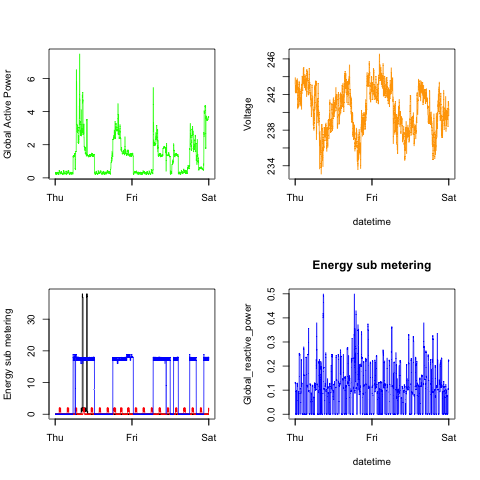 Global Active Power
6
4
2
0
Thu Fri Sat
Voltage
246
242
238
234
Thu Fri Sat
datetime
Energy sub metering
30
20
10
0
Thu Fri Sat
Energy sub metering
Global_reactive_power
0.5
0.4
0.3
0.2
0.1
0.0
Thu Fri Sat
datetime